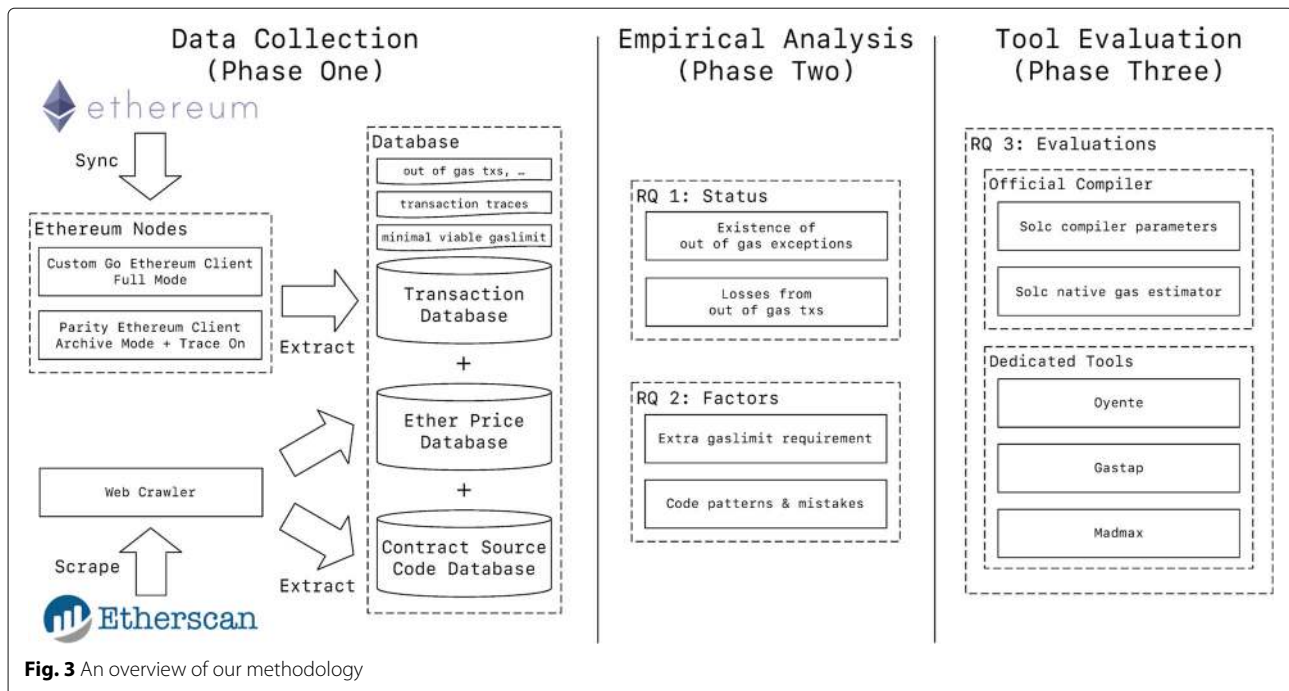 Data Collection
(Phase One)
ethereum
Sync
Ethereum Nodes
Custom Go Ethereum Client
Full Mode
Parity Ethereum Client
Archive Mode + Trace On
Extract
Web Crawler
Scrape
Etherscan
Extract
Database
out of gas txs, …
transaction traces
minimal viable gaslimit
Transaction
Database
+
Ether Price
Database
+
Contract Source
Code Database
Empirical Analysis
(Phase Two)
RQ 1: Status
Existence of
out of gas exceptions
Losses from
out of gas txs
RQ 2: Factors
Extra gaslimit requirement
Code patterns & mistakes
Tool Evaluation
(Phase Three)
RQ 3: Evaluations
Official Compiler
Solc compiler parameters
Solc native gas estimator
Dedicated Tools
Oyente
Gastap
Madmax
Fig. 3 An overview of our methodology